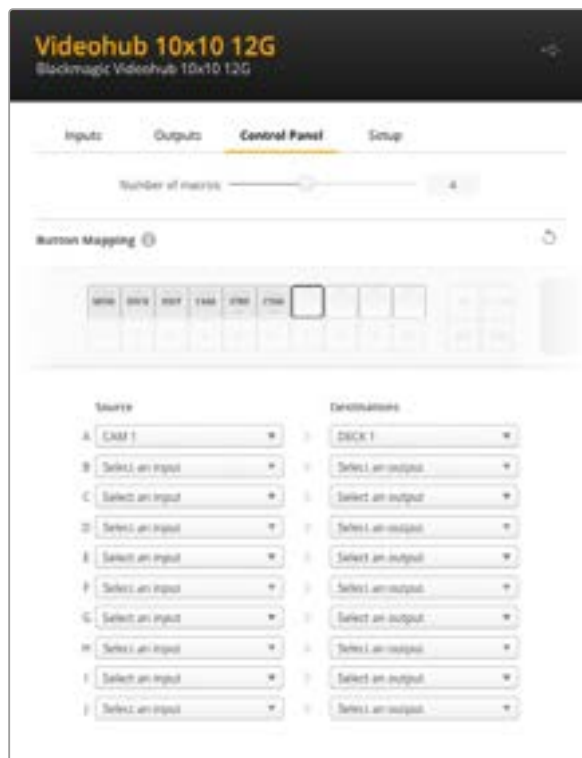 Videohub 10x10 12G
Blackmagic Videohub 10x10 12G
Inputs Outputs Control Panel Setup
Number of macros 4
Button Mapping
Source Destinations
A CAM 1 DECK 1
B Select an input Select an output
C Select an input Select an output
D Select an input Select an output
E Select an input Select an output
F Select an input Select an output
G Select an input Select an output
H Select an input Select an output
I Select an input Select an output
J Select an input Select an output